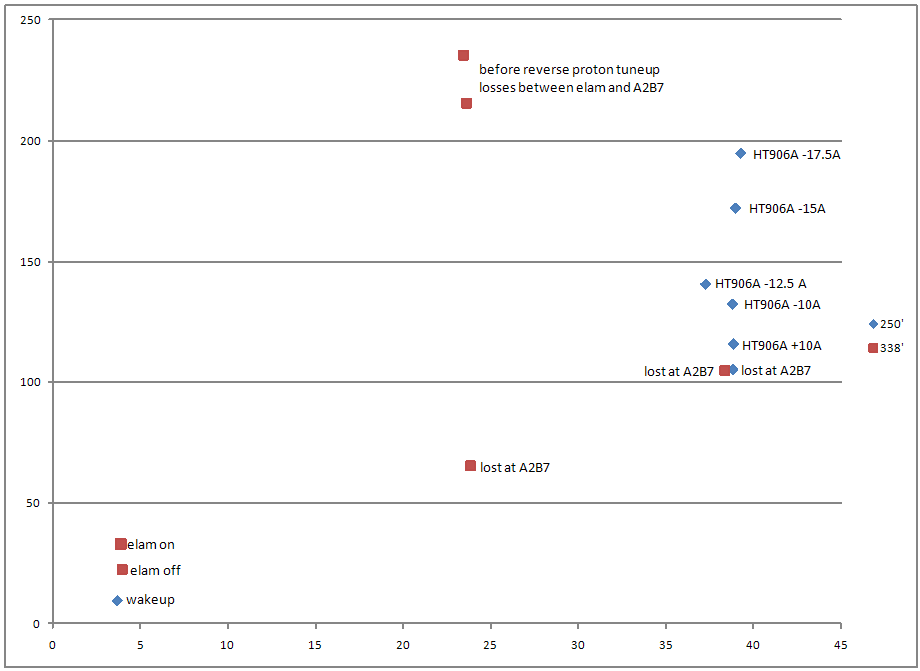 250
before reverse proton tuneup
losses between elam and A2B7
200
HT906A -17.5A
HT906A -15A
150
HT906A -12.5 A
HT906A -10A
250'
HT906A +10A
338'
lost at A2B7
lost at A2B7
100
lost at A2B7
50
elam on
elam off
wakeup
0
0 5 10 15 20 25 30 35 40 45